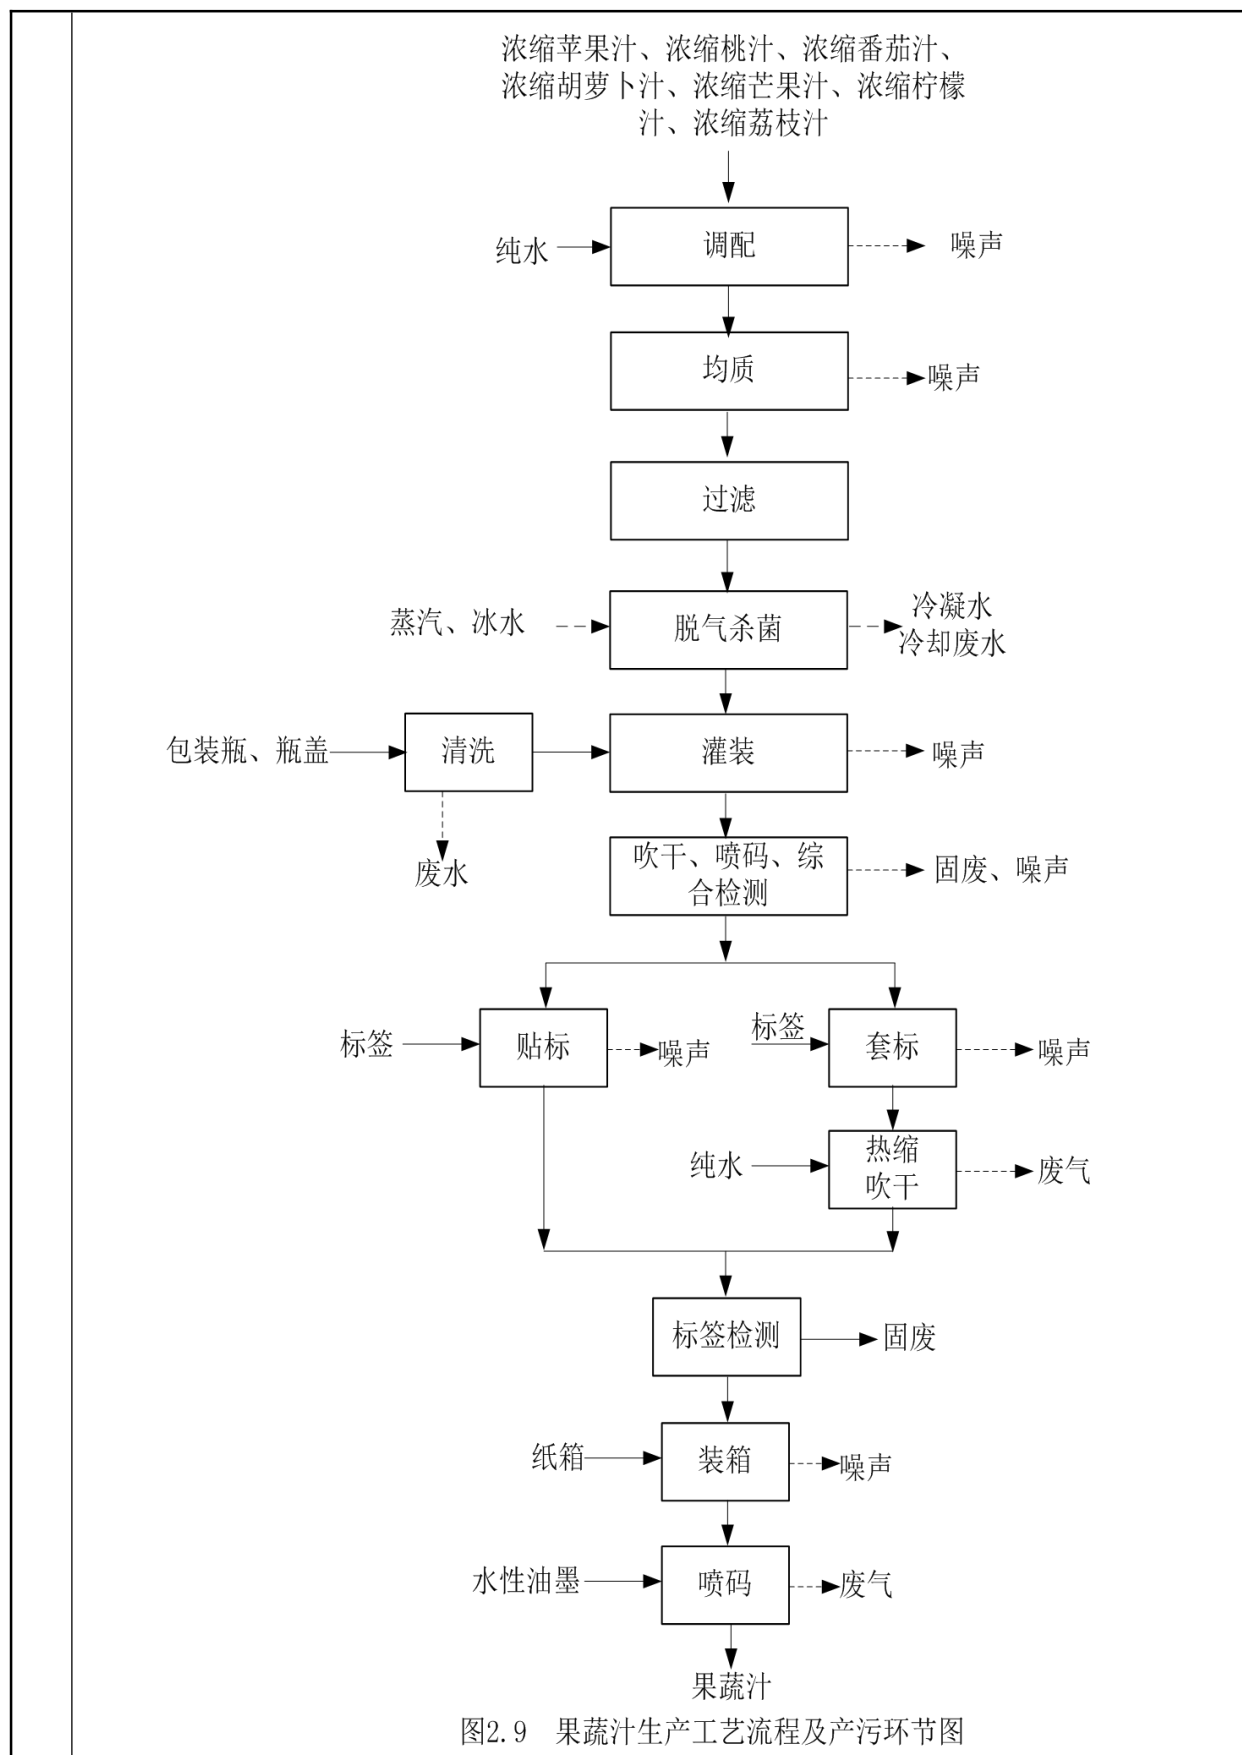 浓缩苹果汁、浓缩桃汁、浓缩番茄汁、
浓缩胡萝卜汁、浓缩芒果汁、浓缩柠檬
汁、浓缩荔枝汁
纯水
调配
噪声
均质
噪声
过滤
蒸汽、冰水
脱气杀菌
冷凝水
冷却废水
包装瓶、瓶盖
清洗
灌装
噪声
废水
吹干、喷码、综
合检测
固废、噪声
标签
贴标
噪声
标签
套标
噪声
纯水
热缩
吹干
废气
标签检测
固废
纸箱
装箱
噪声
水性油墨
喷码
废气
果蔬汁
图2.9 果蔬汁生产工艺流程及产污环节图